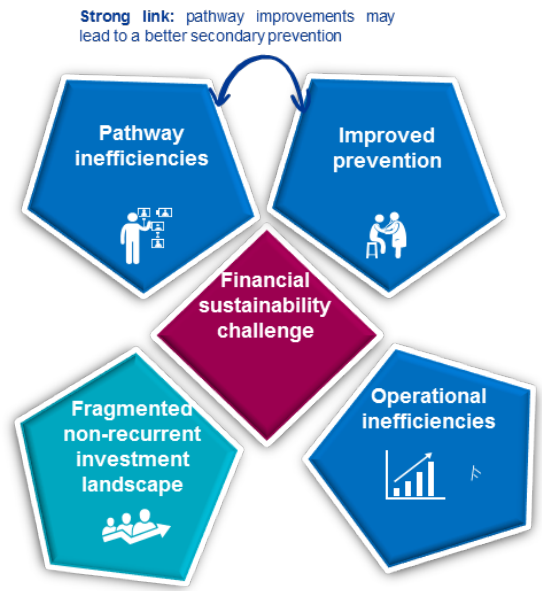 Strong link: pathway improvements may
lead to a better secondary prevention
Pathway
inefficiencies
Improved
prevention
Financial
sustainability
challenge
Fragmented
non-recurrent
investment
landscape
Operational
inefficiencies